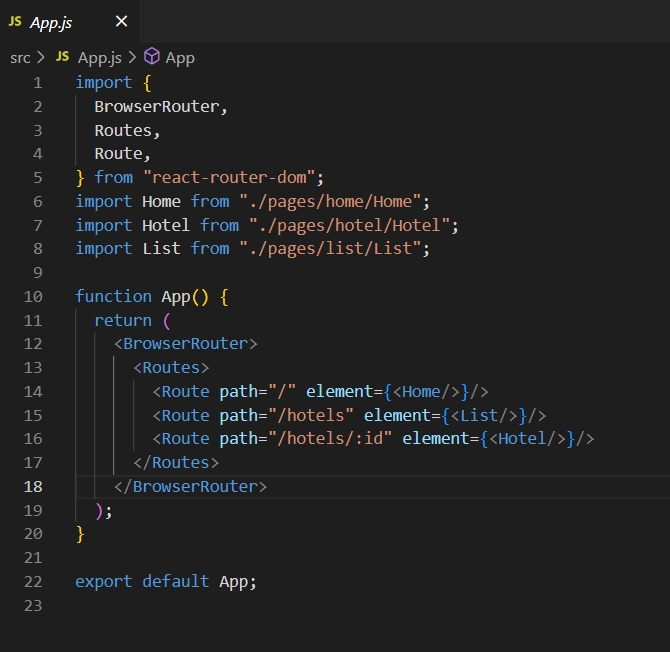 JS App.js ×
src > JS App.js > App
1 import {
2   BrowserRouter,
3   Routes,
4   Route,
5 } from "react-router-dom";
6 import Home from "./pages/home/Home";
7 import Hotel from "./pages/hotel/Hotel";
8 import List from "./pages/list/List";
9
10 function App() {
11   return (
12     <BrowserRouter>
13       <Routes>
14         <Route path="/" element={<Home/>}/>
15         <Route path="/hotels" element={<List/>}/>
16         <Route path="/hotels/:id" element={<Hotel/>}/>
17       </Routes>
18     </BrowserRouter>
19   );
20 }
21
22 export default App;
23